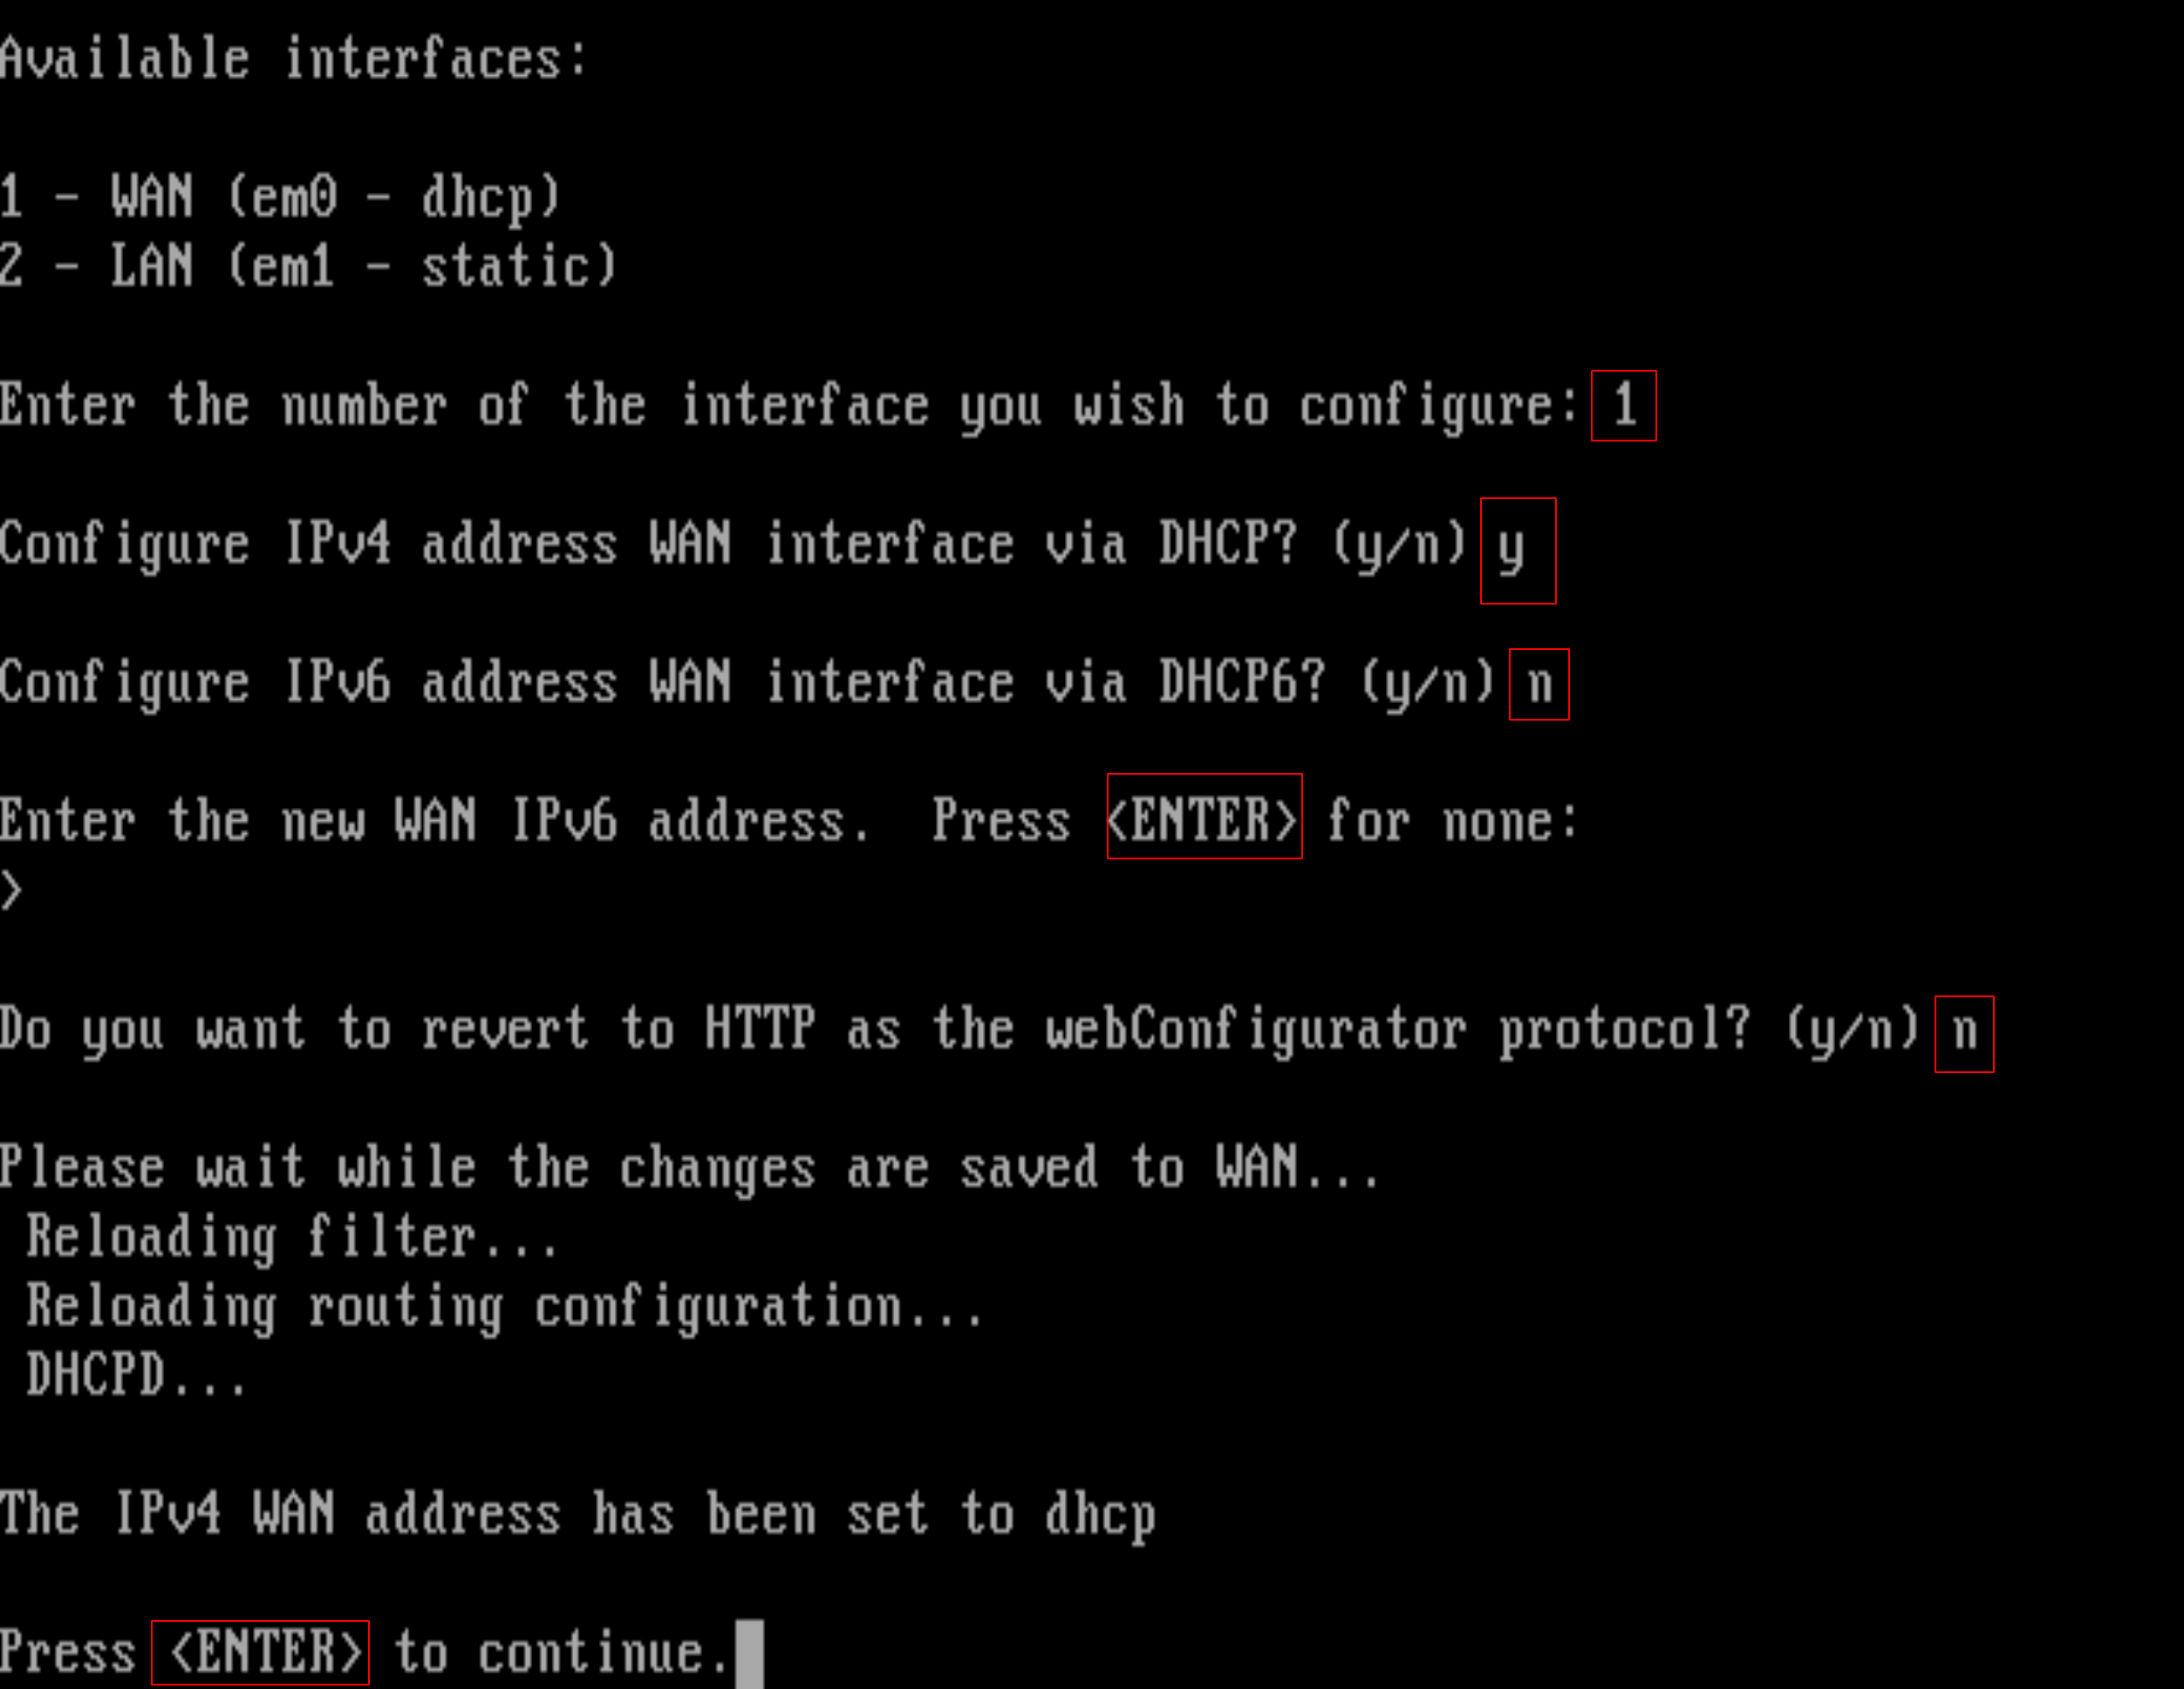 Available interfaces:
1 - WAN (em0 - dhcp)
2 - LAN (em1 - static)
Enter the number of the interface you wish to configure: 1
Configure IPv4 address WAN interface via DHCP? (y/n) y
Configure IPv6 address WAN interface via DHCP6? (y/n) n
Enter the new WAN IPv6 address.  Press <ENTER> for none:
>
Do you want to revert to HTTP as the webConfigurator protocol? (y/n) n
Please wait while the changes are saved to WAN...
Reloading filter...
Reloading routing configuration...
DHCPD...
The IPv4 WAN address has been set to dhcp
Press <ENTER> to continue.